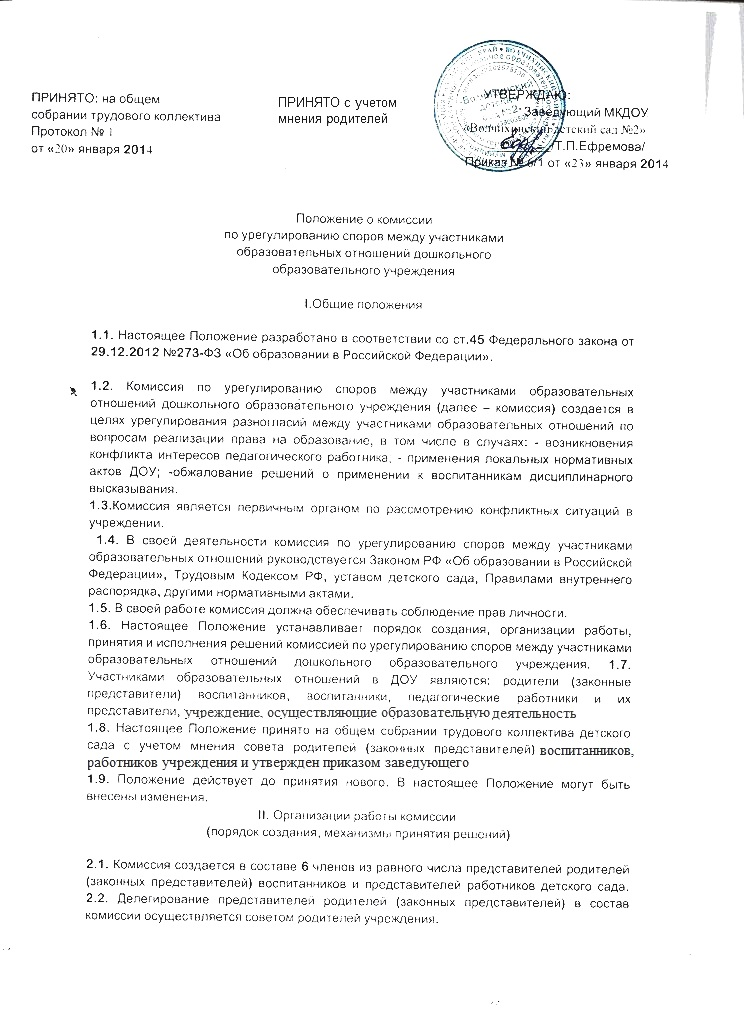 ПРИНЯТО: на общем
собрании трудового коллектива
Протокол № 1
от «20» января 2014
ПРИНЯТО с учетом
мнения родителей
УТВЕРЖДАЮ:
Заведующий МКДОУ
«Волчихинский детский сад №2»
/Т.П.Ефремова/
Приказ № /1 от «23» января 2014
Положение о комиссии
по урегулированию споров между участниками
образовательных отношений дошкольного
образовательного учреждения
I.Общие положения
1.1. Настоящее Положение разработано в соответствии со ст.45 Федерального закона от
29.12.2012 №273-ФЗ «Об образовании в Российской Федерации».
1.2. Комиссия по урегулированию споров между участниками образовательных
отношений дошкольного образовательного учреждения (далее – комиссия) создается в
целях урегулирования разногласий между участниками образовательных отношений по
вопросам реализации права на образование, в том числе в случаях: - возникновения
конфликта интересов педагогического работника, - применения локальных нормативных
актов ДОУ; -обжалование решений о применении к воспитанникам дисциплинарного
высказывания.
1.3.Комиссия является первичным органом по рассмотрению конфликтных ситуаций в
учреждении.
1.4. В своей деятельности комиссия по урегулированию споров между участниками
образовательных отношений руководствуется Законом РФ «Об образовании в Российской
Федерации», Трудовым Кодексом РФ, уставом детского сада, Правилами внутреннего
распорядка, другими нормативными актами.
1.5. В своей работе комиссия должна обеспечивать соблюдение прав личности.
1.6. Настоящее Положение устанавливает порядок создания, организации работы,
принятия и исполнения решений комиссией по урегулированию споров между участниками
образовательных отношений дошкольного образовательного учреждения. 1.7.
Участниками образовательных отношений в ДОУ являются: родители (законные
представители) воспитанников, воспитанники, педагогические работники и их
представители, учреждение, осуществляющие образовательную деятельность
1.8. Настоящее Положение принято на общем собрании трудового коллектива детского
сада с учетом мнения совета родителей (законных представителей) воспитанников,
работников учреждения и утвержден приказом заведующего
1.9. Положение действует до принятия нового. В настоящее Положение могут быть
внесены изменения.
II. Организации работы комиссии
(порядок создания, механизмы принятия решений)
2.1. Комиссия создается в составе 6 членов из равного числа представителей родителей
(законных представителей) воспитанников и представителей работников детского сада.
2.2. Делегирование представителей родителей (законных представителей) в состав
комиссии осуществляется советом родителей учреждения.